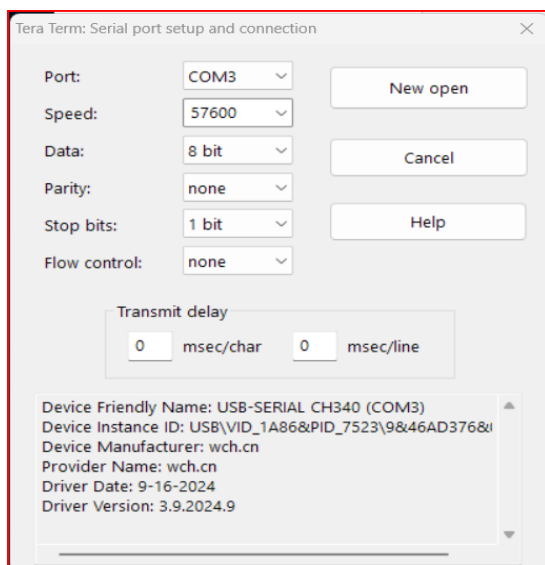 Tera Term: Serial port setup and connection
Port: COM3
New open
Speed: 57600
Data: 8 bit
Cancel
Parity: none
Stop bits: 1 bit
Help
Flow control: none
Transmit delay
0 msec/char 0 msec/line
Device Friendly Name: USB-SERIAL CH340 (COM3)
Device Instance ID: USB\VID_1A86&PID_7523\9&46AD376&
Device Manufacturer: wch.cn
Provider Name: wch.cn
Driver Date: 9-16-2024
Driver Version: 3.9.2024.9